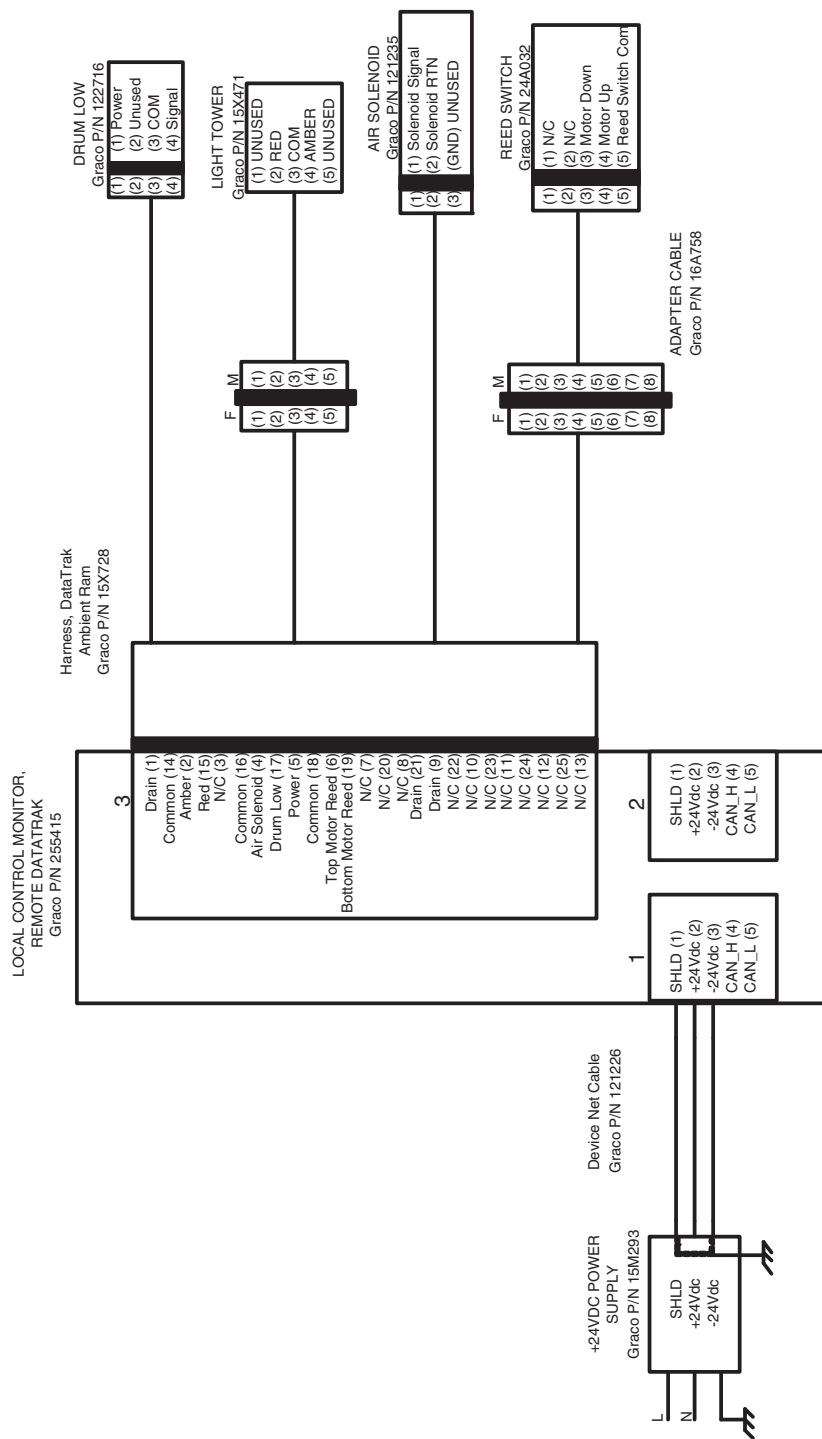 +24VDC POWER
SUPPLY
Graco P/N 15M293
L
N
SHLD
+24Vdc
-24Vdc
Device Net Cable
Graco P/N 121226
LOCAL CONTROL MONITOR,
REMOTE DATATRAK
Graco P/N 255415
1
SHLD (1)
+24Vdc (2)
-24Vdc (3)
CAN_H (4)
CAN_L (5)
2
SHLD (1)
+24Vdc (2)
-24Vdc (3)
CAN_H (4)
CAN_L (5)
3
Drain (1)
Common (14)
Amber (2)
Red (15)
N/C (3)
Common (16)
Air Solenoid (4)
Drum Low (17)
Power (5)
Common (18)
Top Motor Reed (6)
Bottom Motor Reed (19)
N/C (7)
N/C (20)
N/C (8)
Drain (21)
Drain (9)
N/C (22)
N/C (10)
N/C (23)
N/C (11)
N/C (24)
N/C (12)
N/C (25)
N/C (13)
Harness, DataTrak
Ambient Ram
Graco P/N 15X728
F M
(1) (1)
(2) (2)
(3) (3)
(4) (4)
(5) (5)
F M
(1) (1)
(2) (2)
(3) (3)
(4) (4)
(5) (5)
(6) (6)
(7) (7)
(8) (8)
ADAPTER CABLE
Graco P/N 16A758
DRUM LOW
Graco P/N 122716
(1) (1) Power
(2) (2) Unused
(3) (3) COM
(4) (4) Signal
LIGHT TOWER
Graco P/N 15X471
(1) UNUSED
(2) RED
(3) COM
(4) AMBER
(5) UNUSED
AIR SOLENOID
Graco P/N 121235
(1) (1) Solenoid Signal
(2) (2) Solenoid RTN
(3) (GND) UNUSED
REED SWITCH
Graco P/N 24A032
(1) (1) N/C
(2) (2) N/C
(3) (3) Motor Down
(4) (4) Motor Up
(5) (5) Reed Switch Com